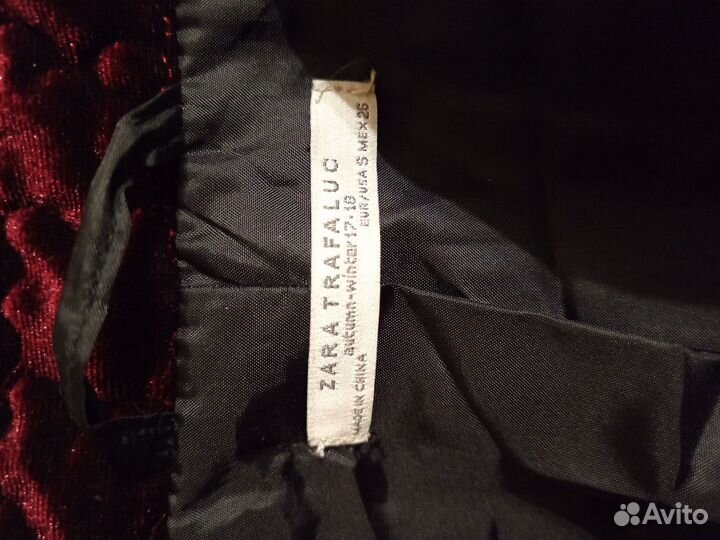 ZARA TRAFALUC
autumn-winter 17-18
MADE IN CHINA
EUR/USA S MEX 26
Avito